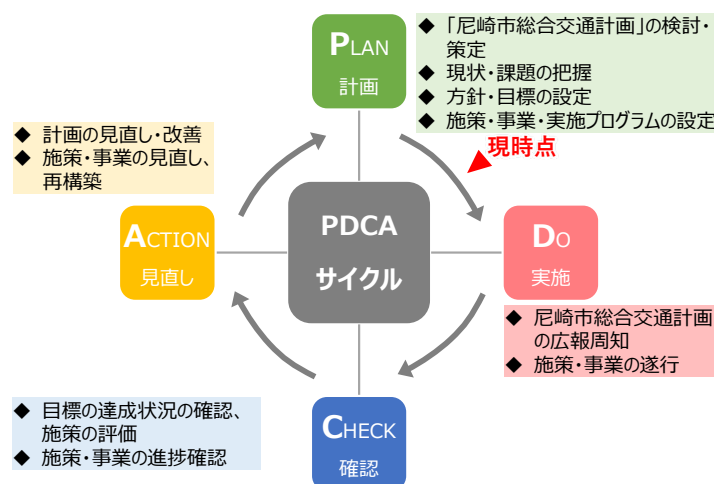 PLAN
計画
◆ 「尼崎市総合交通計画」の検討・
策定
◆ 現状・課題の把握
◆ 方針・目標の設定
◆ 施策・事業・実施プログラムの設定
現時点
◆ 計画の見直し・改善
◆ 施策・事業の見直し、
再構築
ACTION
見直し
PDCA
サイクル
DO
実施
◆ 尼崎市総合交通計画
の広報周知
◆ 施策・事業の遂行
◆ 目標の達成状況の確認、
施策の評価
◆ 施策・事業の進捗確認
CHECK
確認